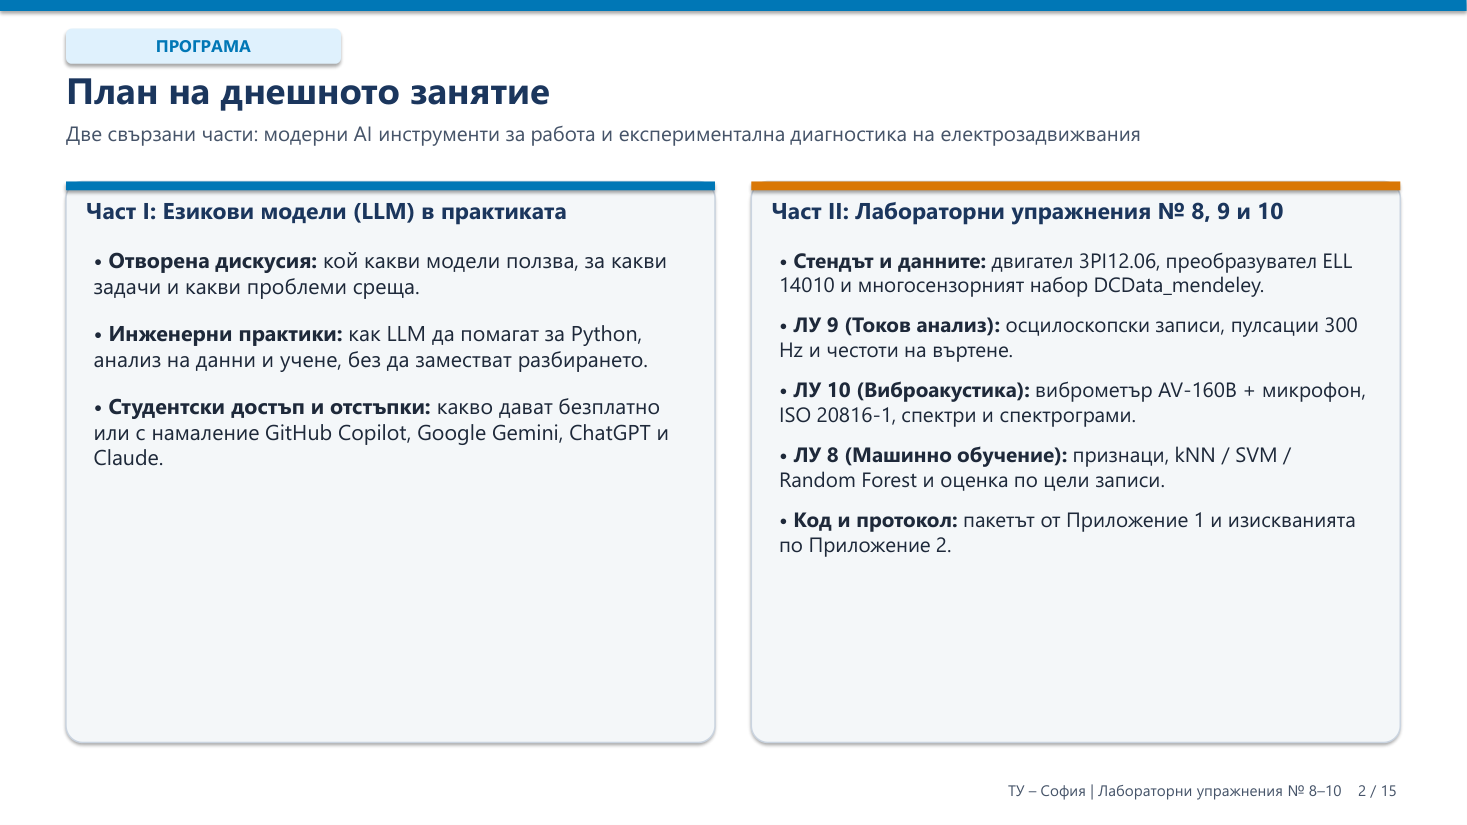 ПРОГРАМА
План на днешното занятие
Две свързани части: модерни AI инструменти за работа и експериментална диагностика на електрозадвижвания
Част I: Езикови модели (LLM) в практиката
• Отворена дискусия: кой какви модели ползва, за какви
задачи и какви проблеми среща.
• Инженерни практики: как LLM да помагат за Python,
анализ на данни и учене, без да заместват разбирането.
• Студентски достъп и отстъпки: какво дават безплатно
или с намаление GitHub Copilot, Google Gemini, ChatGPT и
Claude.
Част II: Лабораторни упражнения № 8, 9 и 10
• Стендът и данните: двигател 3PI12.06, преобразувател ELL
14010 и многосензорният набор DCData_mendeley.
• ЛУ 9 (Токов анализ): осцилоскопски записи, пулсации 300
Hz и честоти на въртене.
• ЛУ 10 (Виброакустика): виброметър AV-160B + микрофон,
ISO 20816-1, спектри и спектрограми.
• ЛУ 8 (Машинно обучение): признаци, kNN / SVM /
Random Forest и оценка по цели записи.
• Код и протокол: пакетът от Приложение 1 и изискванията
по Приложение 2.
ТУ – София | Лабораторни упражнения № 8–10 2 / 15